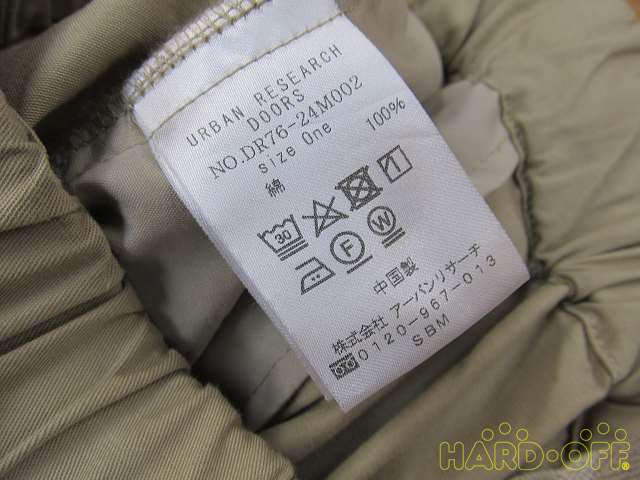 URBAN RESEARCH
DOORS
NO.DR76-24M002
size One
綿 100%
30
F W
中国製
株式会社 アーバンリサーチ
0120-967-013
SBM
HARD·OFF